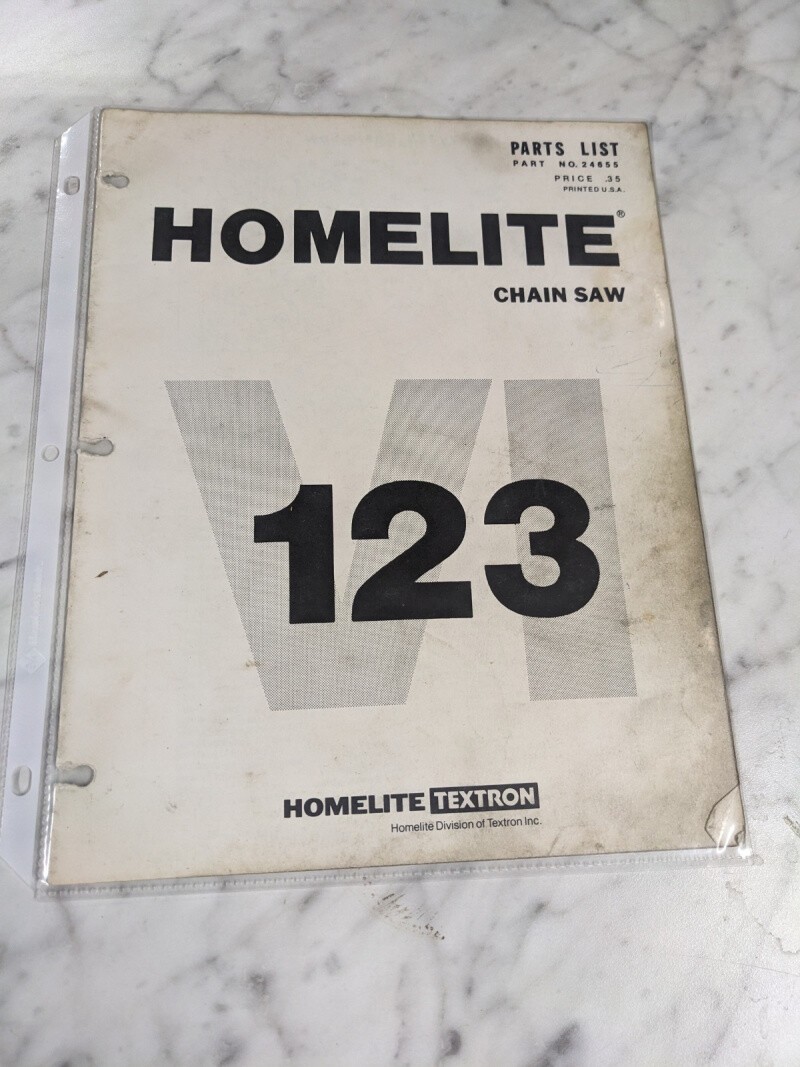 PARTS LIST
PART NO. 24655
PRICE .35
PRINTED U.S.A.
HOMELITE®
CHAIN SAW
VI
123
HOMELITE TEXTRON
Homelite Division of Textron Inc.